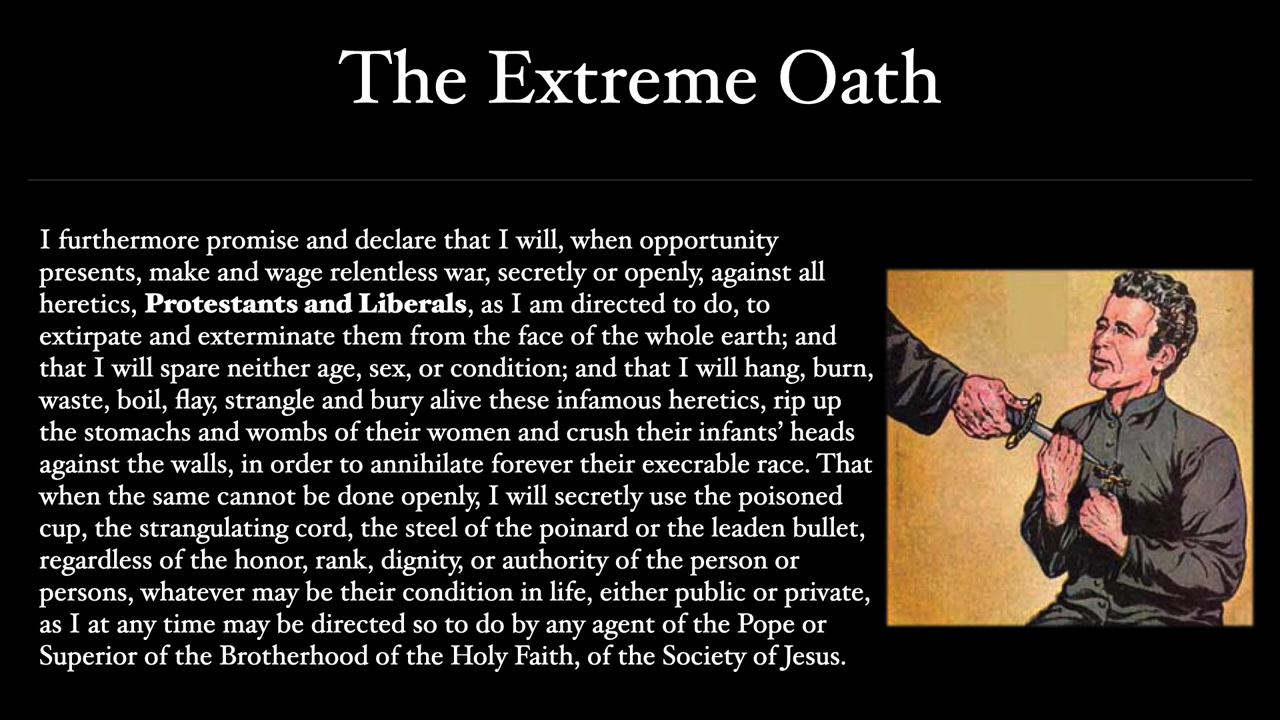 The Extreme Oath
I furthermore promise and declare that I will, when opportunity
presents, make and wage relentless war, secretly or openly, against all
heretics, Protestants and Liberals, as I am directed to do, to
extirpate and exterminate them from the face of the whole earth; and
that I will spare neither age, sex, or condition; and that I will hang, burn,
waste, boil, flay, strangle and bury alive these infamous heretics, rip up
the stomachs and wombs of their women and crush their infants’ heads
against the walls, in order to annihilate forever their execrable race. That
when the same cannot be done openly, I will secretly use the poisoned
cup, the strangulating cord, the steel of the poinard or the leaden bullet,
regardless of the honor, rank, dignity, or authority of the person or
persons, whatever may be their condition in life, either public or private,
as I at any time may be directed so to do by any agent of the Pope or
Superior of the Brotherhood of the Holy Faith, of the Society of Jesus.